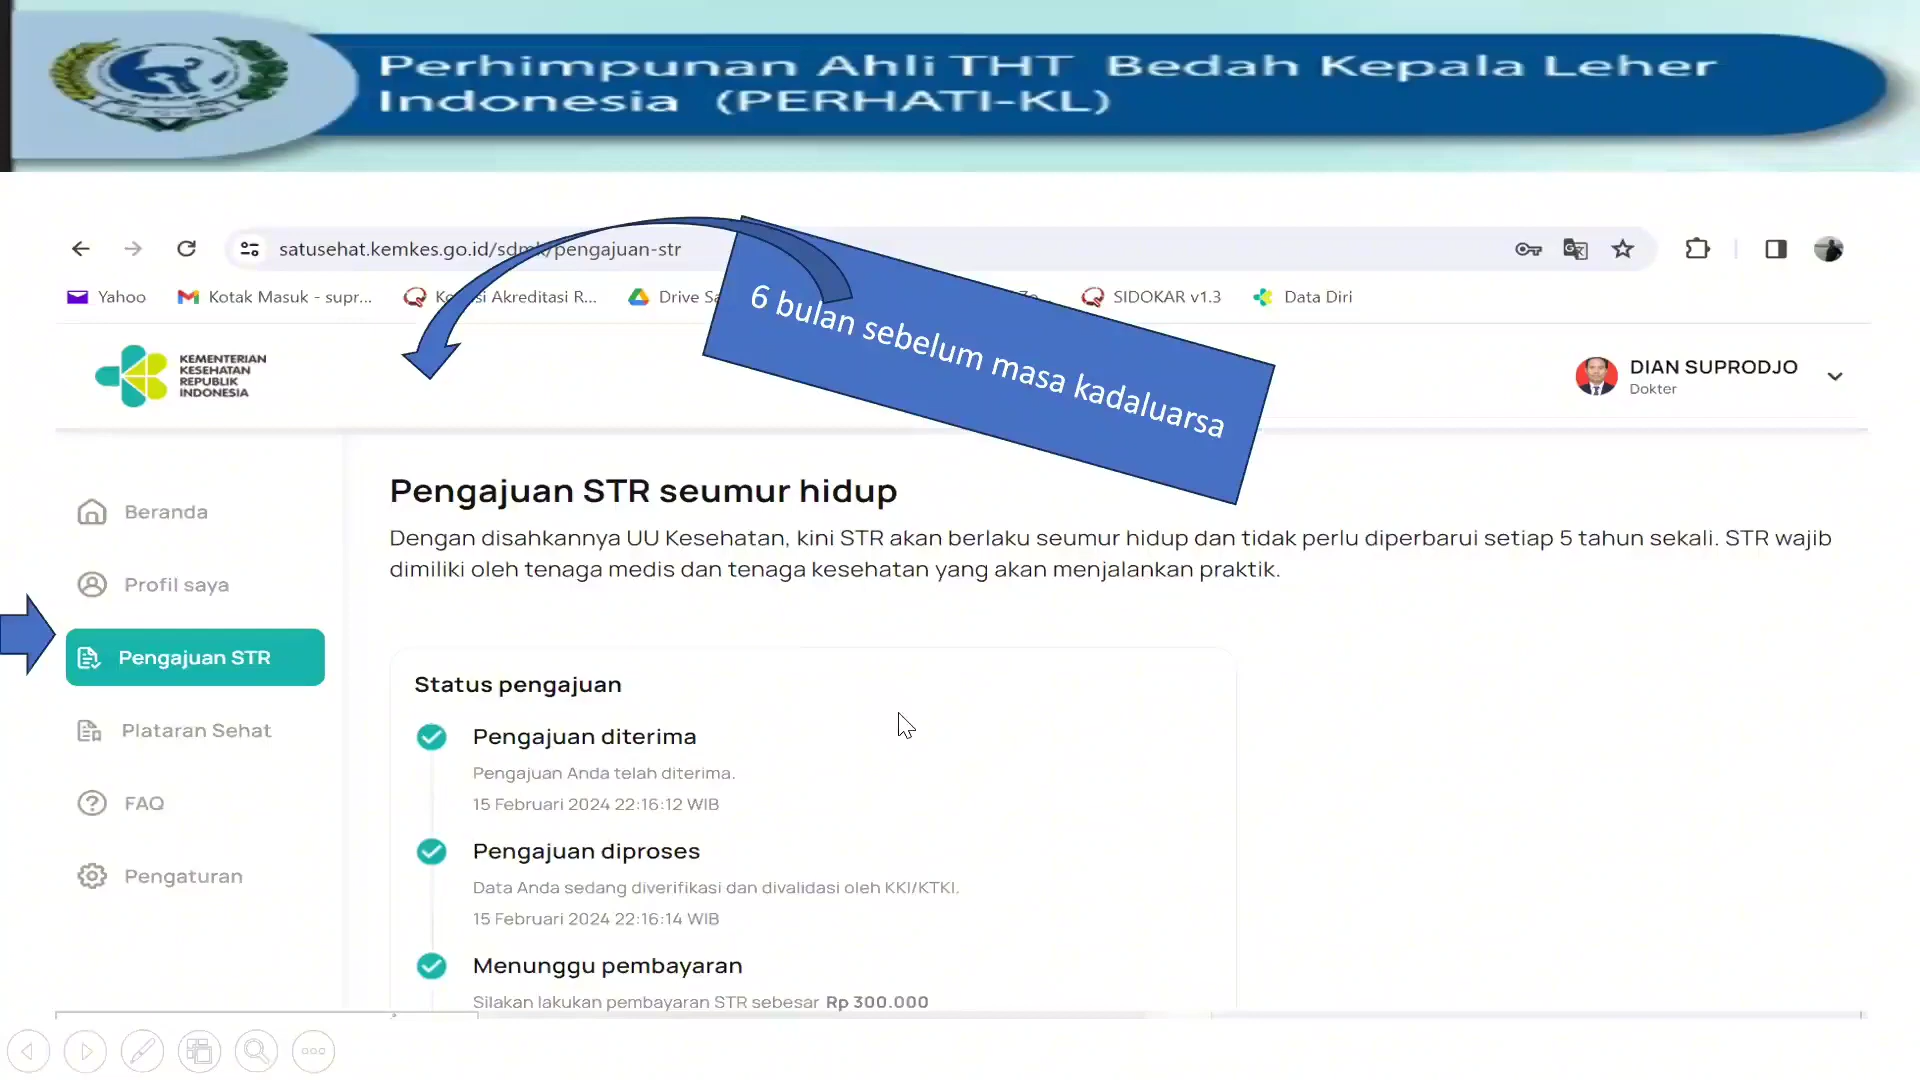 Perhimpunan Ahli THT Bedah Kepala Leher
Indonesia (PERHATI-KL)
satusehat.kemkes.go.id/sdmk/pengajuan-str
Yahoo
Kotak Masuk - supr...
Akreditasi R...
Drive
SIDOKAR v1.3
Data Diri
6 bulan sebelum masa kadaluarsa
KEMENTERIAN
KESEHATAN
REPUBLIK
INDONESIA
DIAN SUPRODJO
Dokter
Beranda
Profil saya
Pengajuan STR
Plataran Sehat
FAQ
Pengaturan
Pengajuan STR seumur hidup
Dengan disahkannya UU Kesehatan, kini STR akan berlaku seumur hidup dan tidak perlu diperbarui setiap 5 tahun sekali. STR wajib
dimiliki oleh tenaga medis dan tenaga kesehatan yang akan menjalankan praktik.
Status pengajuan
Pengajuan diterima
Pengajuan Anda telah diterima.
15 Februari 2024 22:16:12 WIB
Pengajuan diproses
Data Anda sedang diverifikasi dan divalidasi oleh KKI/KTKI.
15 Februari 2024 22:16:14 WIB
Menunggu pembayaran
Silakan lakukan pembayaran STR sebesar Rp 300.000